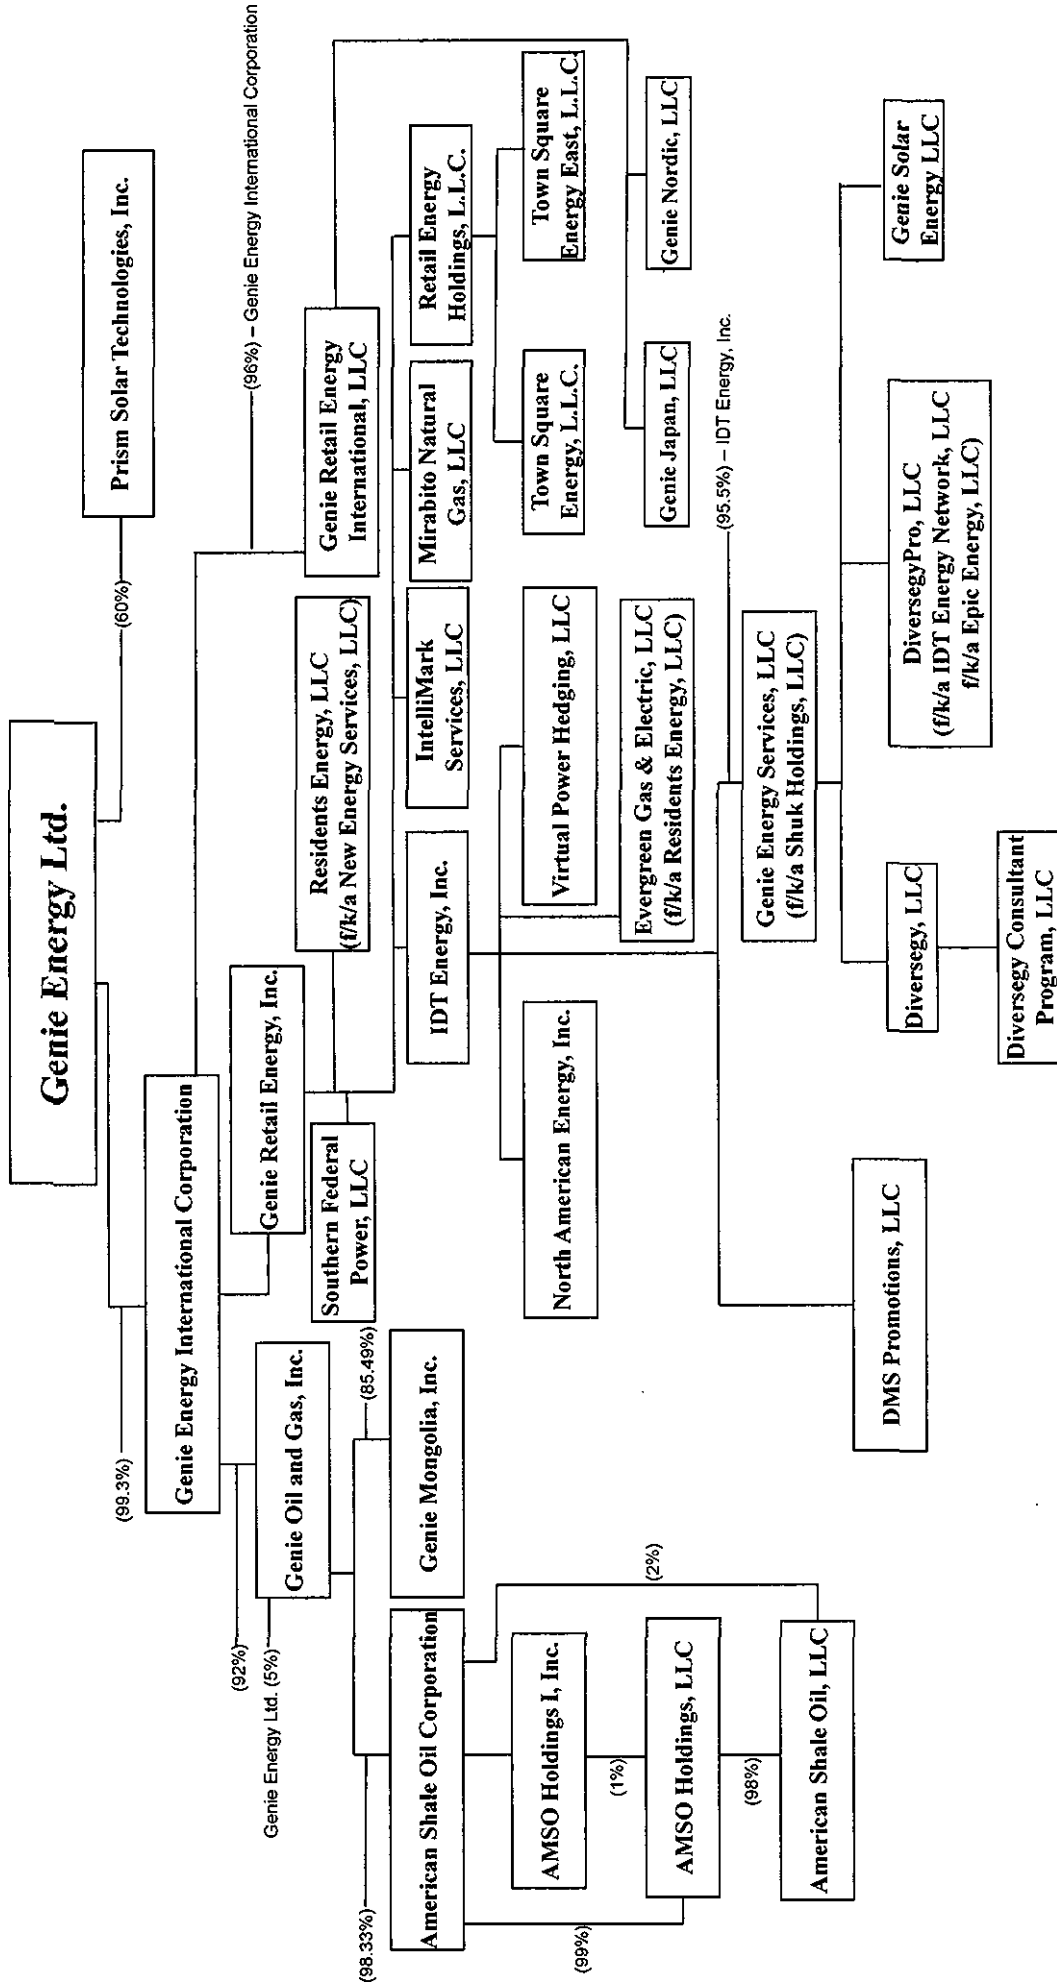 Genie Energy Ltd.
(99.3%)
(60%)
Prism Solar Technologies, Inc.
Genie Energy International Corporation
(92%)
Genie Energy Ltd. (5%)
Genie Oil and Gas, Inc.
Genie Retail Energy, Inc.
(96%) – Genie Energy International Corporation
Southern Federal
Power, LLC
Residents Energy, LLC
(f/k/a New Energy Services, LLC)
Genie Retail Energy
International, LLC
(98.33%)
(85.49%)
American Shale Oil Corporation
Genie Mongolia, Inc.
IDT Energy, Inc.
IntelliMark
Services, LLC
Mirabito Natural
Gas, LLC
Retail Energy
Holdings, L.L.C.
AMSO Holdings I, Inc.
North American Energy, Inc.
Virtual Power Hedging, LLC
Town Square
Energy, L.L.C.
Town Square
Energy East, L.L.C.
(99%)
(1%)
(2%)
AMSO Holdings, LLC
Evergreen Gas & Electric, LLC
(f/k/a Residents Energy, LLC)
Genie Japan, LLC
Genie Nordic, LLC
(98%)
(95.5%) – IDT Energy, Inc.
American Shale Oil, LLC
Genie Energy Services, LLC
(f/k/a Shuk Holdings, LLC)
DMS Promotions, LLC
Diversegy, LLC
DiversegyPro, LLC
(f/k/a IDT Energy Network, LLC
f/k/a Epic Energy, LLC)
Genie Solar
Energy LLC
Diversegy Consultant
Program, LLC